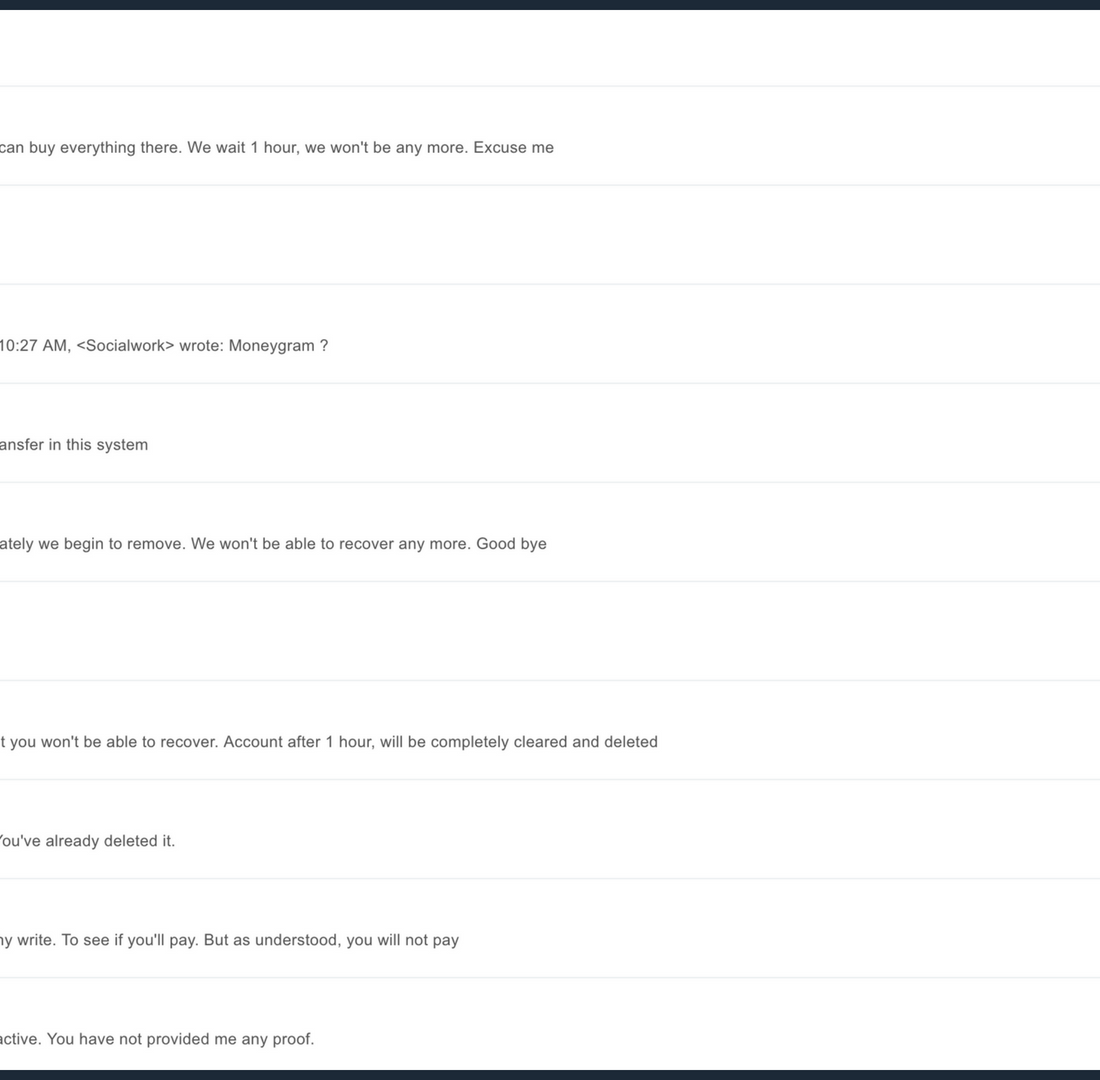 can buy everything there. We wait 1 hour, we won't be any more. Excuse me
10:27 AM, <Socialwork> wrote: Moneygram ?
ansfer in this system
ately we begin to remove. We won't be able to recover any more. Good bye
t you won't be able to recover. Account after 1 hour, will be completely cleared and deleted
You've already deleted it.
ny write. To see if you'll pay. But as understood, you will not pay
active. You have not provided me any proof.